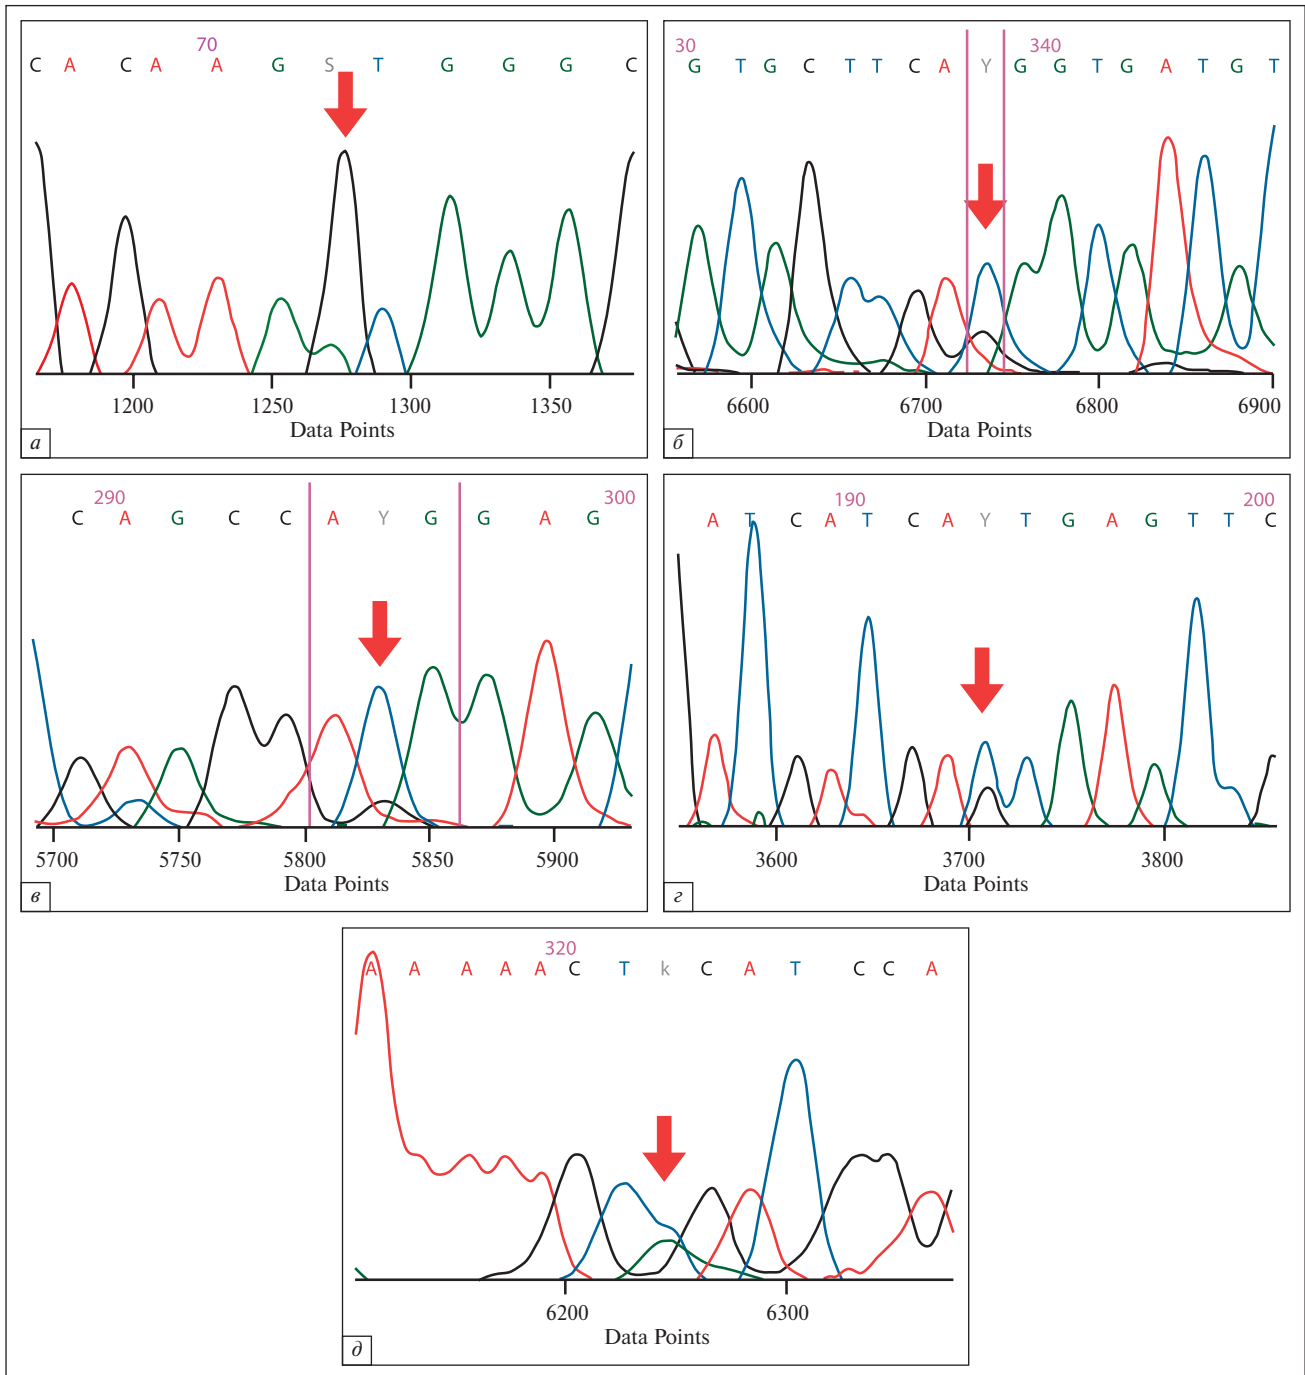 70
C A C A A G S T G G G C
1200 1250 1300 1350
Data Points
а
30 340
G T G C T T C A Y G G T G A T G T
6600 6700 6800 6900
Data Points
б
290 300
C A G C C A Y G G A G
5700 5750 5800 5850 5900
Data Points
в
190 200
A T C A T C A Y T G A G T T C
3600 3700 3800
Data Points
г
320
A A A A A C T k C A T C C A
6200 6300
Data Points
д